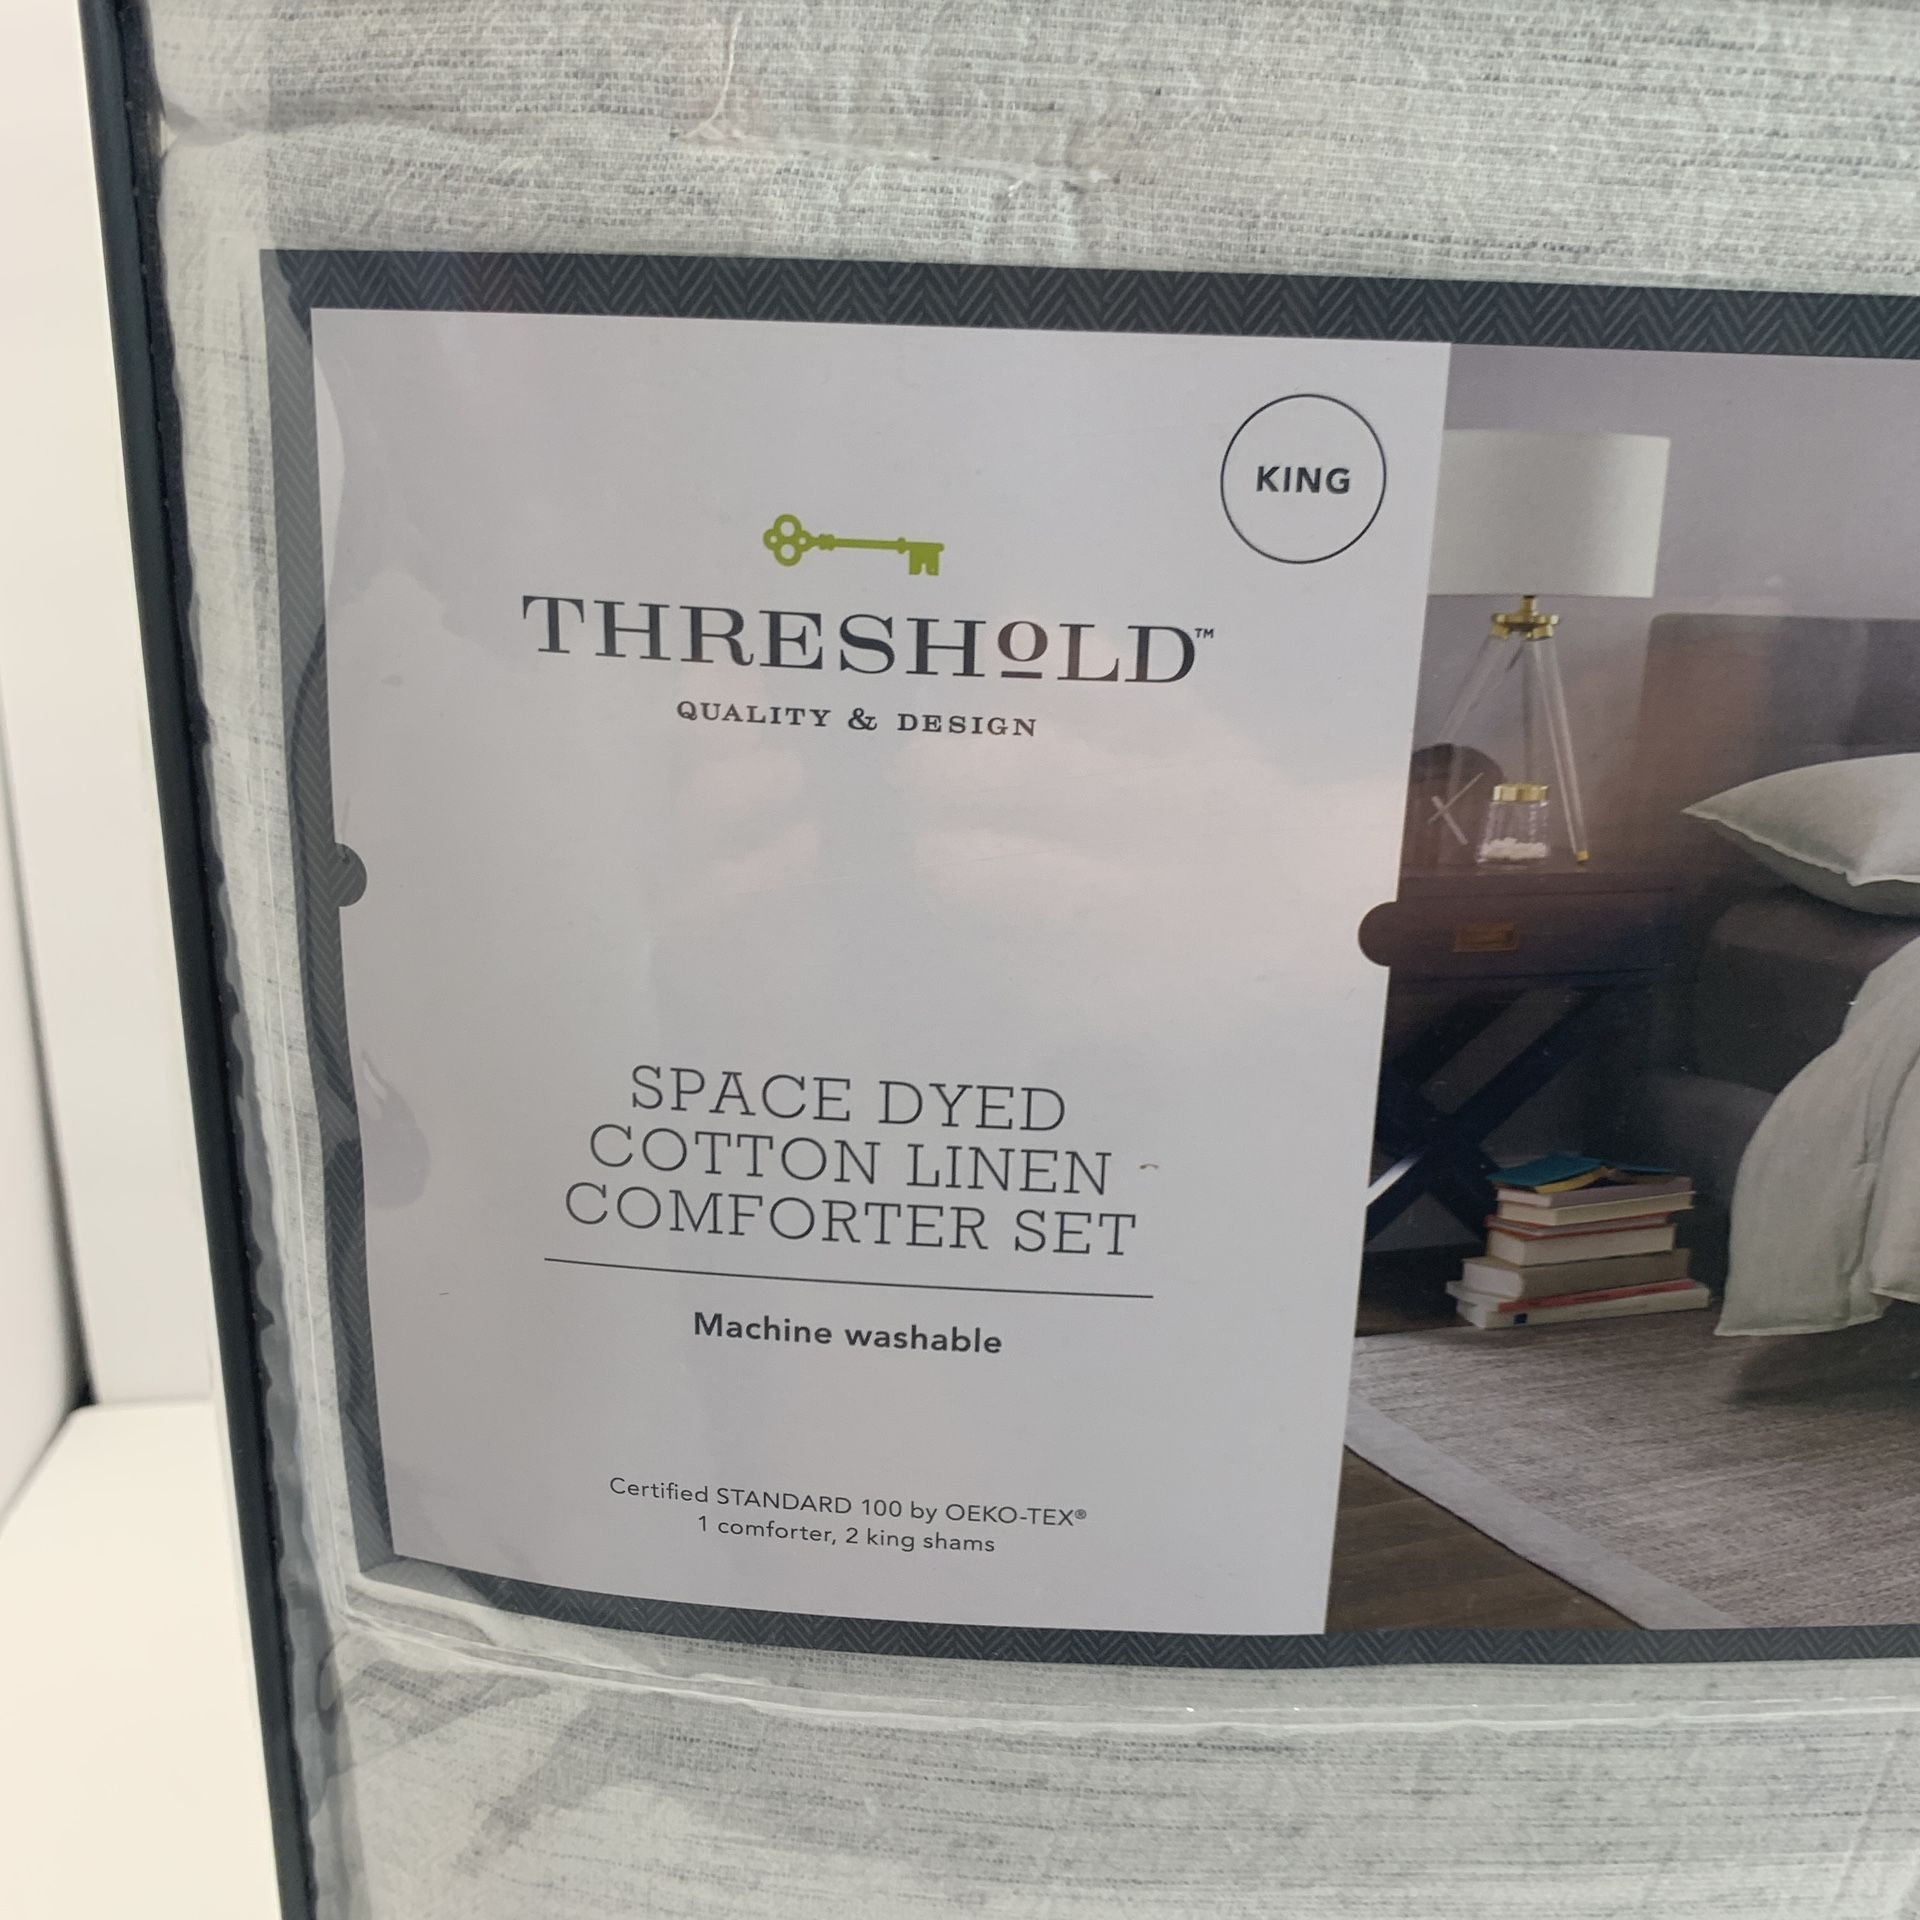 KING
THRESHOLD™
QUALITY & DESIGN
SPACE DYED
COTTON LINEN
COMFORTER SET
Machine washable
Certified STANDARD 100 by OEKO-TEX®
1 comforter, 2 king shams